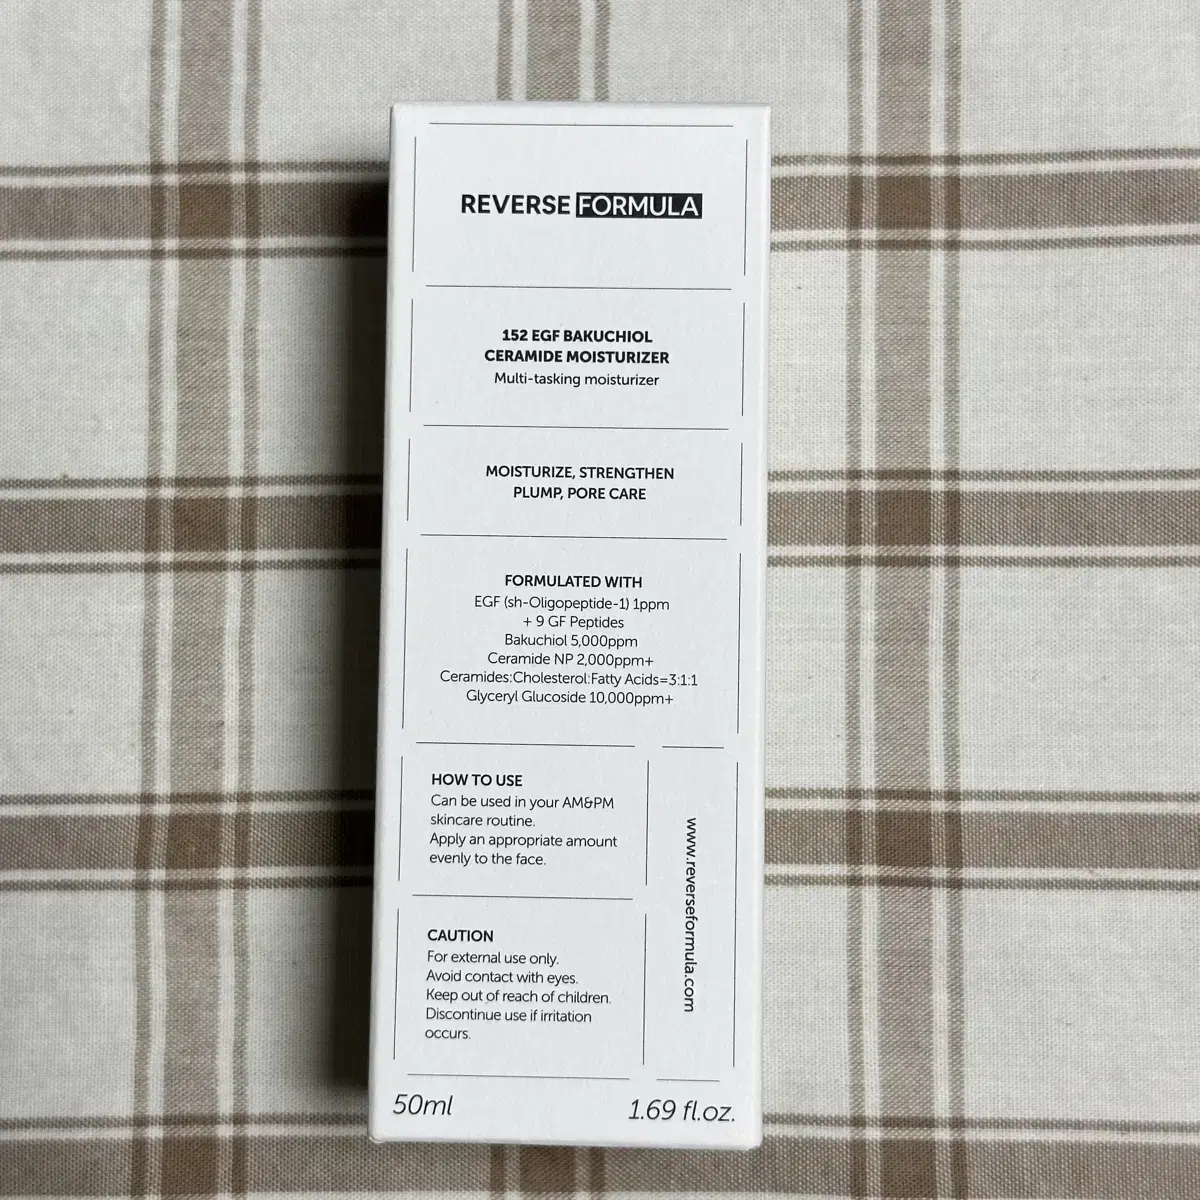 REVERSE FORMULA
152 EGF BAKUCHIOL
CERAMIDE MOISTURIZER
Multi-tasking moisturizer
MOISTURIZE, STRENGTHEN
PLUMP, PORE CARE
FORMULATED WITH
EGF (sh-Oligopeptide-1) 1ppm
+ 9 GF Peptides
Bakuchiol 5,000ppm
Ceramide NP 2,000ppm+
Ceramides:Cholesterol:Fatty Acids=3:1:1
Glyceryl Glucoside 10,000ppm+
HOW TO USE
Can be used in your AM&PM
skincare routine.
Apply an appropriate amount
evenly to the face.
www.reverseformula.com
CAUTION
For external use only.
Avoid contact with eyes.
Keep out of reach of children.
Discontinue use if irritation
occurs.
50ml 1.69 fl.oz.